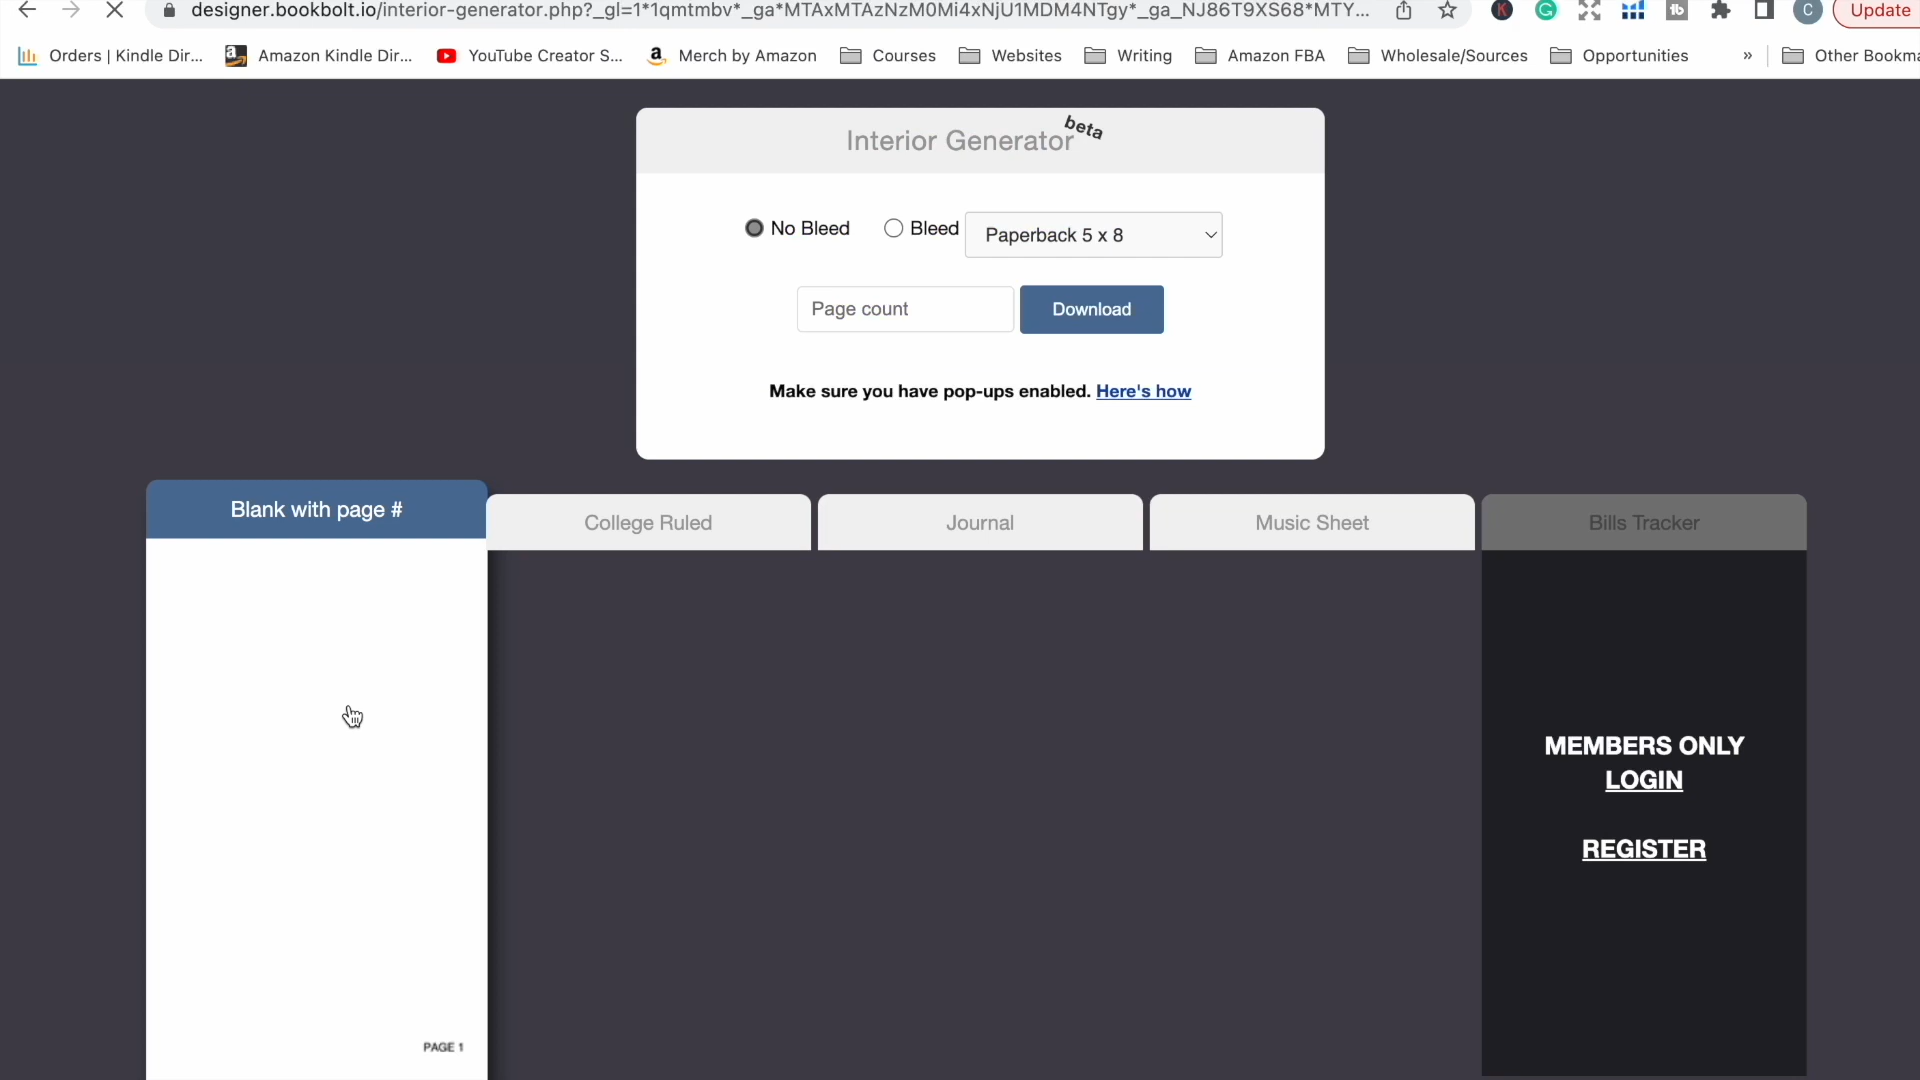 designer.bookbolt.io/interior-generator.php?_gl=1*1qmtmbv*_ga*MTAxMTAzNzM0Mi4xNjU1MDM4NTgy*_ga_NJ86T9XS68*MTY...
K
G
tb
C
Update
Orders | Kindle Dir...
a
Amazon Kindle Dir...
YouTube Creator S...
a
Merch by Amazon
Courses
Websites
Writing
Amazon FBA
Wholesale/Sources
Opportunities
»
Other Bookma
Interior Generator beta
No Bleed
Bleed
Paperback 5 x 8
Page count
Download
Make sure you have pop-ups enabled. Here's how
Blank with page #
College Ruled
Journal
Music Sheet
Bills Tracker
MEMBERS ONLY
LOGIN
REGISTER
PAGE 1